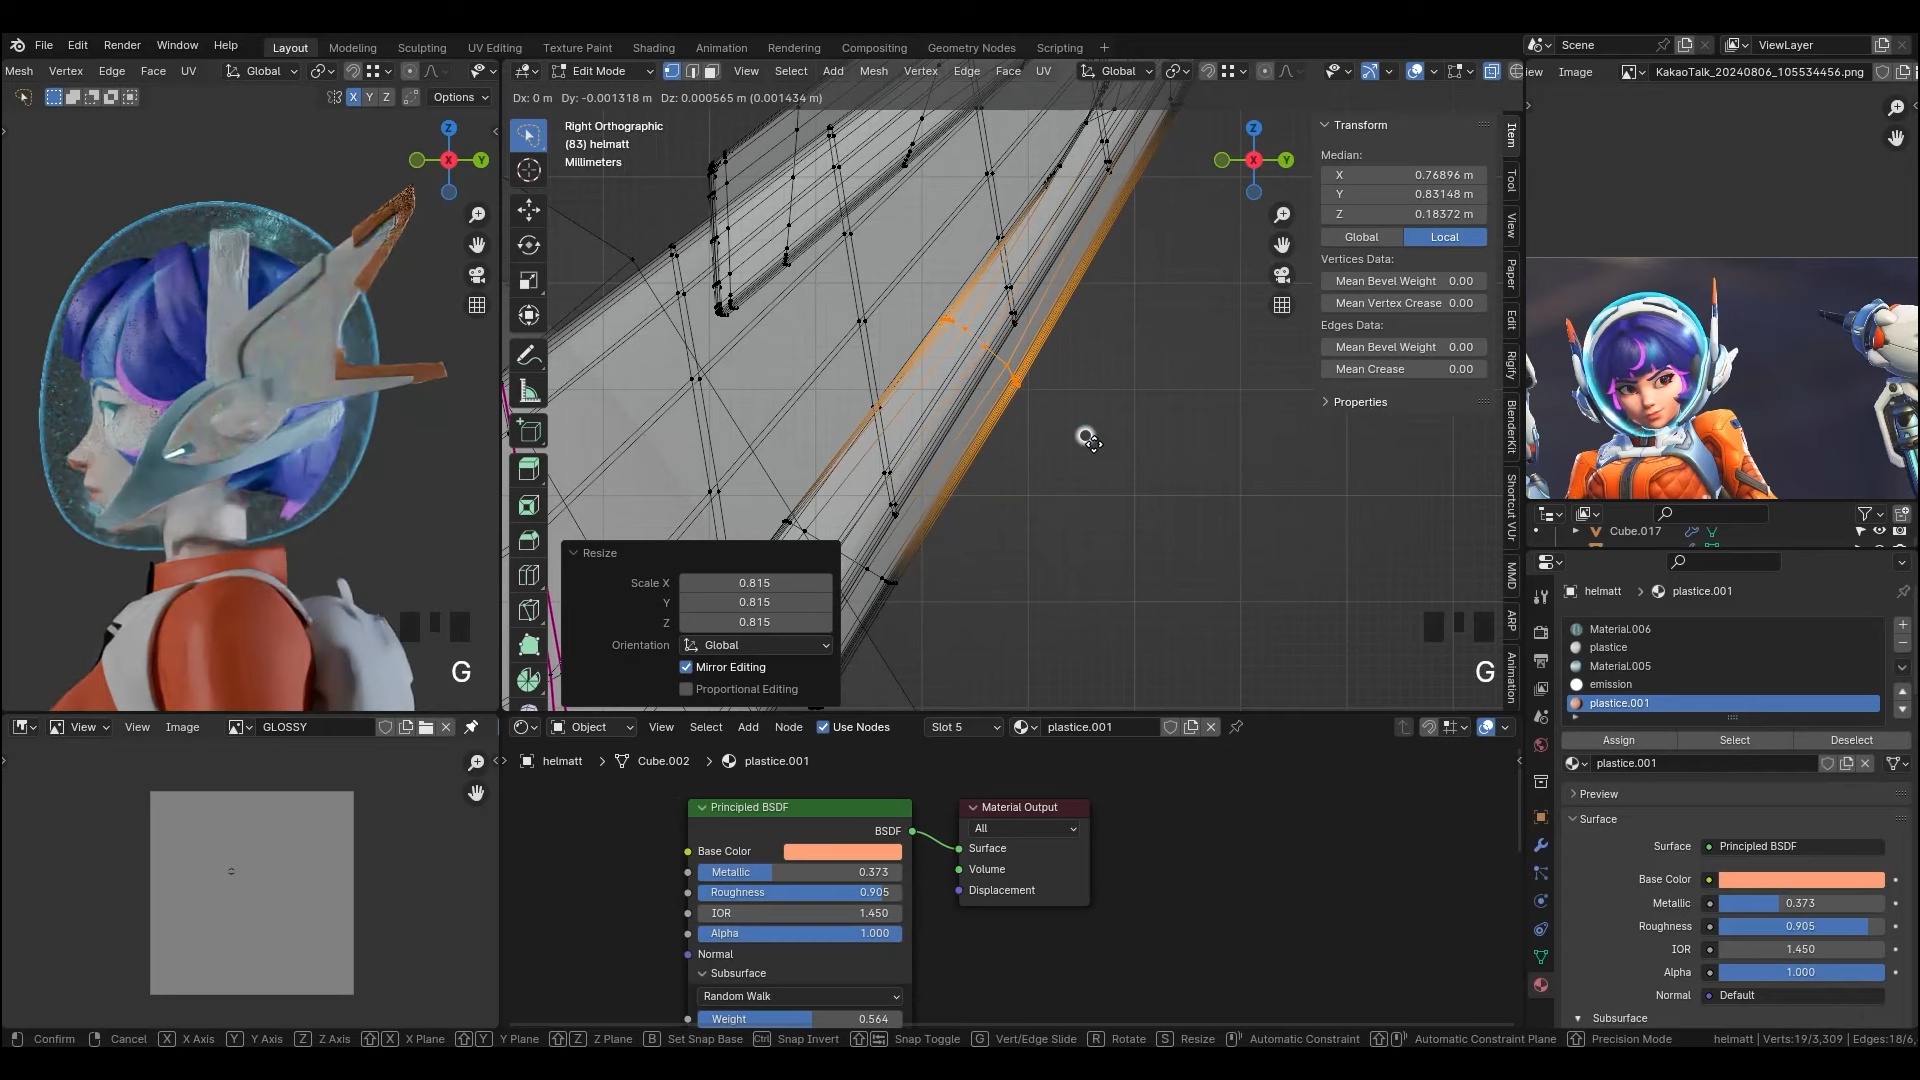 File Edit Render Window Help Layout Modeling Sculpting UV Editing Texture Paint Shading Animation Rendering Compositing Geometry Nodes Scripting + Scene ViewLayer
Mesh Vertex Edge Face UV Global
X Y Z Options
Edit Mode View Select Add Mesh Vertex Edge Face UV Global
iew Image KakaoTalk_20240806_105534456.png
Dx: 0 m Dy: -0.001318 m Dz: 0.000565 m (0.001434 m)
Right Orthographic
(83) helmatt
Millimeters
Z
X
Y
Z
X
Y
Transform
Median:
X 0.76896 m
Y 0.83148 m
Z 0.18372 m
Global Local
Vertices Data:
Mean Bevel Weight 0.00
Mean Vertex Crease 0.00
Edges Data:
Mean Bevel Weight 0.00
Mean Crease 0.00
Properties
Item
Tool
View
Paper
Edit
Rigify
BlenderKit
Shortcut VUr
MMD
ARP
Animation
Resize
Scale X 0.815
Y 0.815
Z 0.815
Orientation Global
Mirror Editing
Proportional Editing
G
G
Cube.017
helmatt > plastice.001
Material.006
plastice
Material.005
emission
plastice.001
Assign Select Deselect
plastice.001
Preview
Surface
Surface Principled BSDF
Base Color
Metallic 0.373
Roughness 0.905
IOR 1.450
Alpha 1.000
Normal Default
Subsurface
View View Image GLOSSY
Object View Select Add Node Use Nodes Slot 5 plastice.001
helmatt > Cube.002 > plastice.001
Principled BSDF
BSDF
Base Color
Metallic 0.373
Roughness 0.905
IOR 1.450
Alpha 1.000
Normal
Subsurface
Random Walk
Weight 0.564
Material Output
All
Surface
Volume
Displacement
Confirm Cancel X X Axis Y Y Axis Z Z Axis X X Plane Y Y Plane Z Z Plane B Set Snap Base Ctrl Snap Invert Snap Toggle G Vert/Edge Slide R Rotate S Resize Automatic Constraint Automatic Constraint Plane Precision Mode helmatt | Verts:19/3,309 | Edges:18/6,